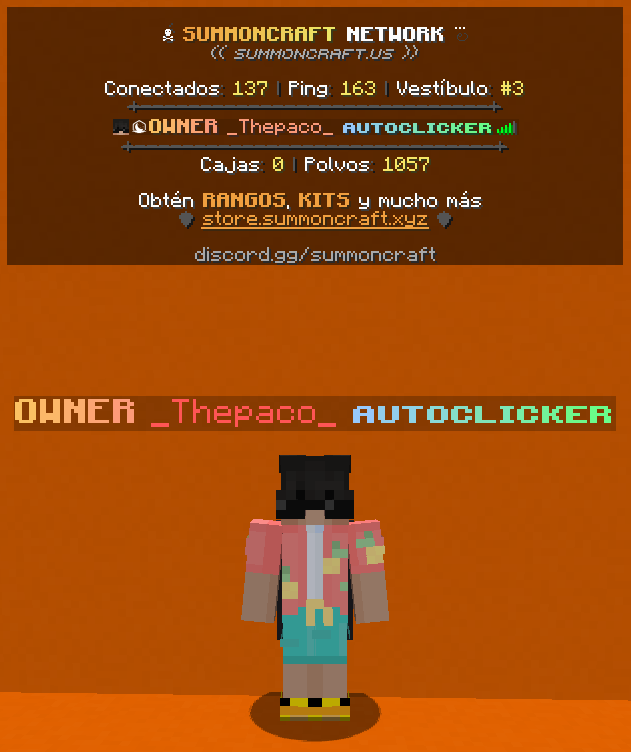 SUMMONCRAFT NETWORK
(( SUMMONCRAFT.US ))
Conectados: 137 | Ping: 163 | Vestíbulo: #3
OWNER _Thepaco_ AUTOCLICKER
Cajas: 0 | Polvos: 1057
Obtén RANGOS, KITS y mucho más
store.summoncraft.xyz
discord.gg/summoncraft
OWNER _Thepaco_ AUTOCLICKER